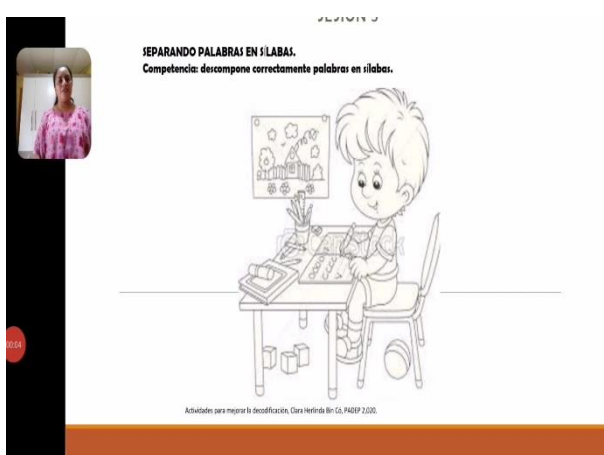 SEPARANDO PALABRAS EN SÍLABAS.
Competencia: descompone correctamente palabras en sílabas.
Actividades para mejorar la decodificación, Clara Herlinda Bin Có, PADEP 2,020.
00:04